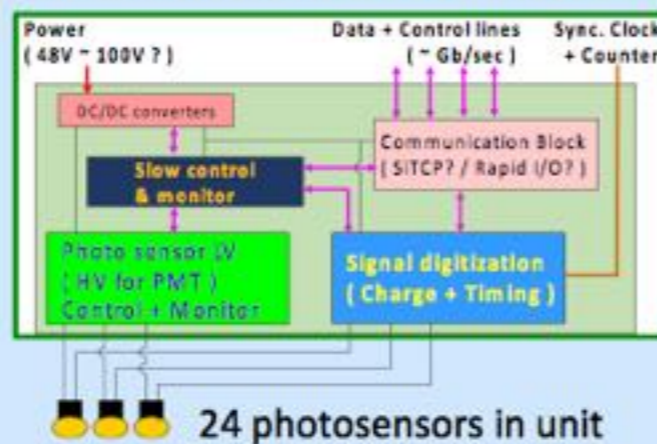 Power
( 48V ~ 100V ? )
Data + Control lines
( ~ Gb/sec )
Sync. Clock
+ Counter
DC/DC converters
Communication Block
( SiTCP? / Rapid I/O? )
Slow control
& monitor
Photo sensor LV
( HV for PMT )
Control + Monitor
Signal digitization
( Charge + Timing )
24 photosensors in unit